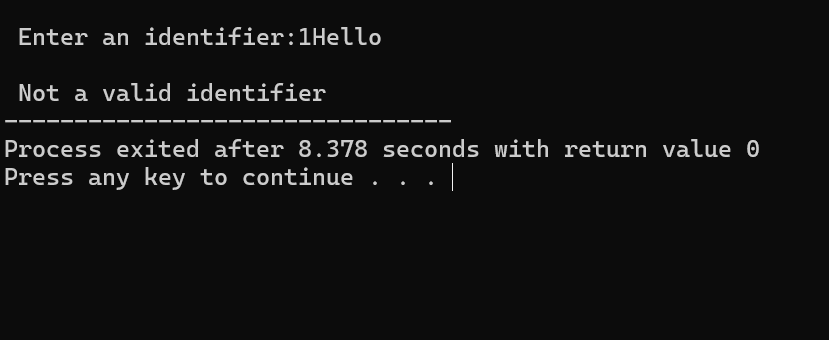 Enter an identifier:1Hello
Not a valid identifier
--------------------------------
Process exited after 8.378 seconds with return value 0
Press any key to continue . . .